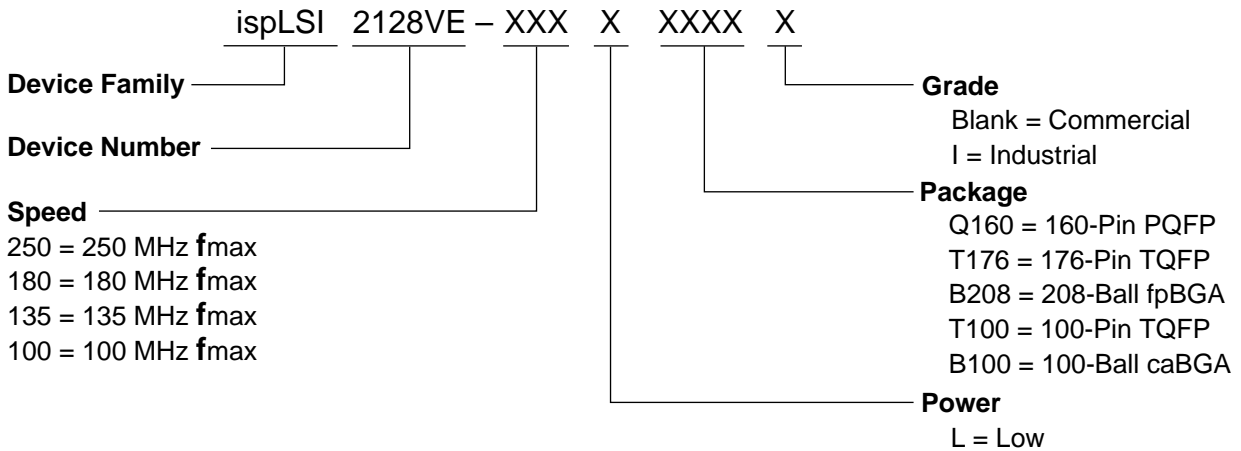 ispLSI 2128VE – XXX X XXXX X
Device Family
Device Number
Speed
250 = 250 MHz fmax
180 = 180 MHz fmax
135 = 135 MHz fmax
100 = 100 MHz fmax
Grade
Blank = Commercial
I = Industrial
Package
Q160 = 160-Pin PQFP
T176 = 176-Pin TQFP
B208 = 208-Ball fpBGA
T100 = 100-Pin TQFP
B100 = 100-Ball caBGA
Power
L = Low